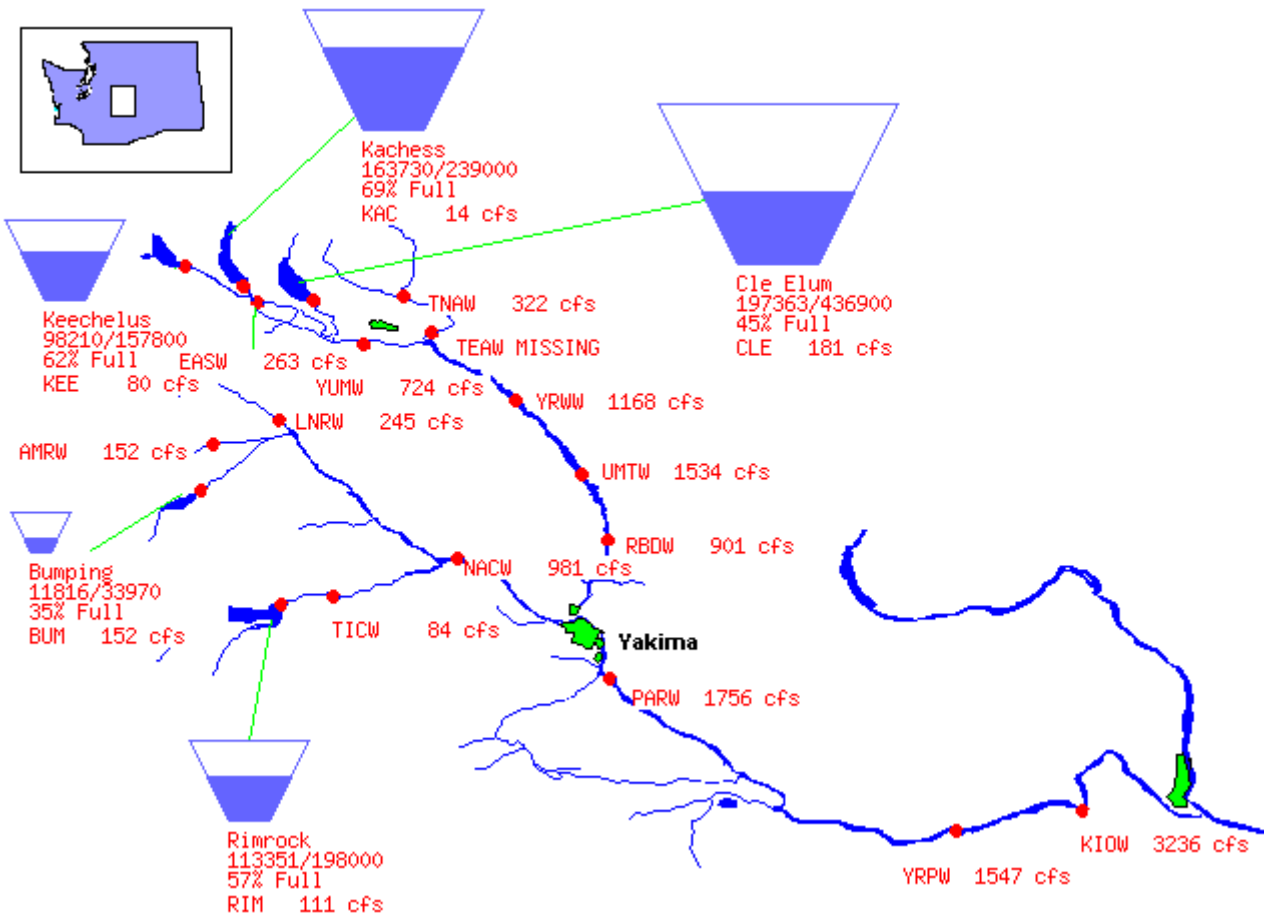 Kachess
163730/239000
69% Full
KAC 14 cfs
Cle Elum
197363/436900
45% Full
CLE 181 cfs
Keechelus
98210/157800
62% Full
KEE 80 cfs
EASW 263 cfs
TNAW 322 cfs
TEAW MISSING
YUMW 724 cfs
YRWW 1168 cfs
LNRW 245 cfs
AMRW 152 cfs
UMTW 1534 cfs
RBDW 901 cfs
NACW 981 cfs
Bumping
11816/33970
35% Full
BUM 152 cfs
TICW 84 cfs
Yakima
PARW 1756 cfs
Rimrock
113351/198000
57% Full
RIM 111 cfs
KIOW 3236 cfs
YRPW 1547 cfs